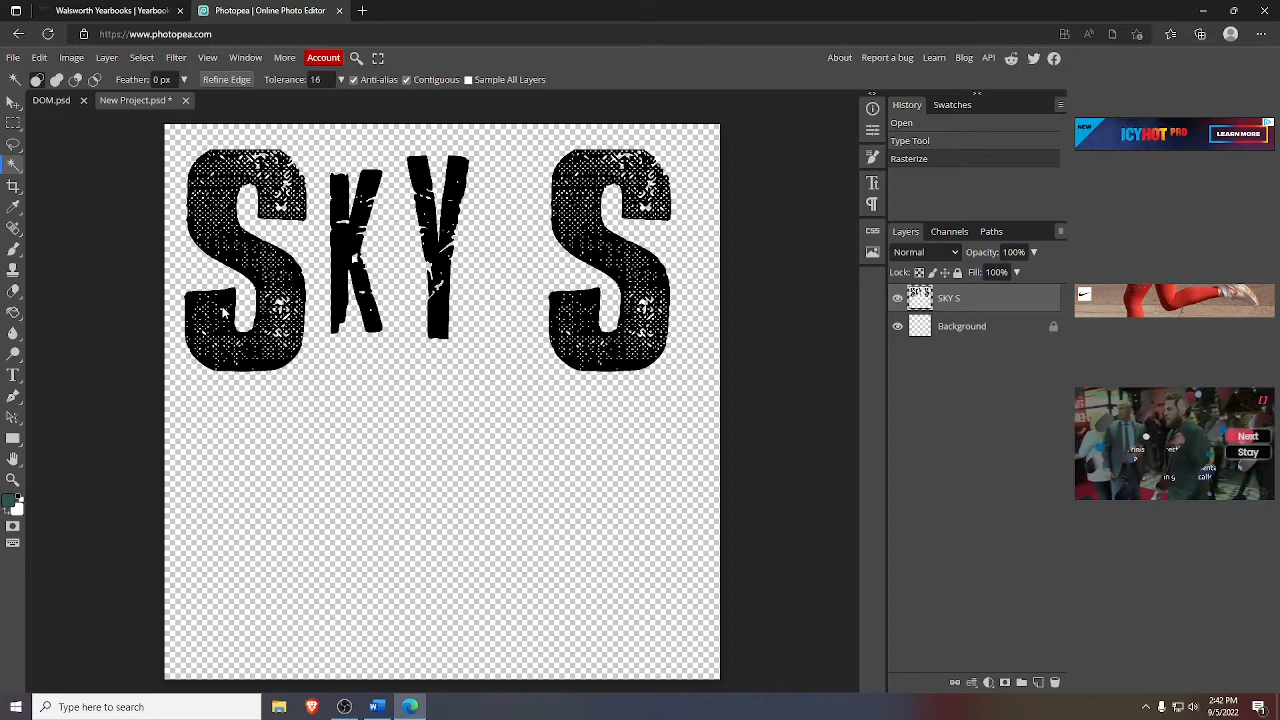 Walsworth Yearbooks | Yearbook
Photopea | Online Photo Editor
https://www.photopea.com
File Edit Image Layer Select Filter View Window More Account
About Report a bug Learn Blog API
Feather: 0 px Refine Edge Tolerance: 16 Anti-alias Contiguous Sample All Layers
DOM.psd New Project.psd *
History Swatches
Open
Type Tool
Rasterize
NEW ICYHOT PRO LEARN MORE
CSS
Layers Channels Paths
Normal Opacity: 100%
Lock: Fill: 100%
SKY S
Background
SKY S
Next
Stay
Type here to search
2:42 PM
9/5/2022